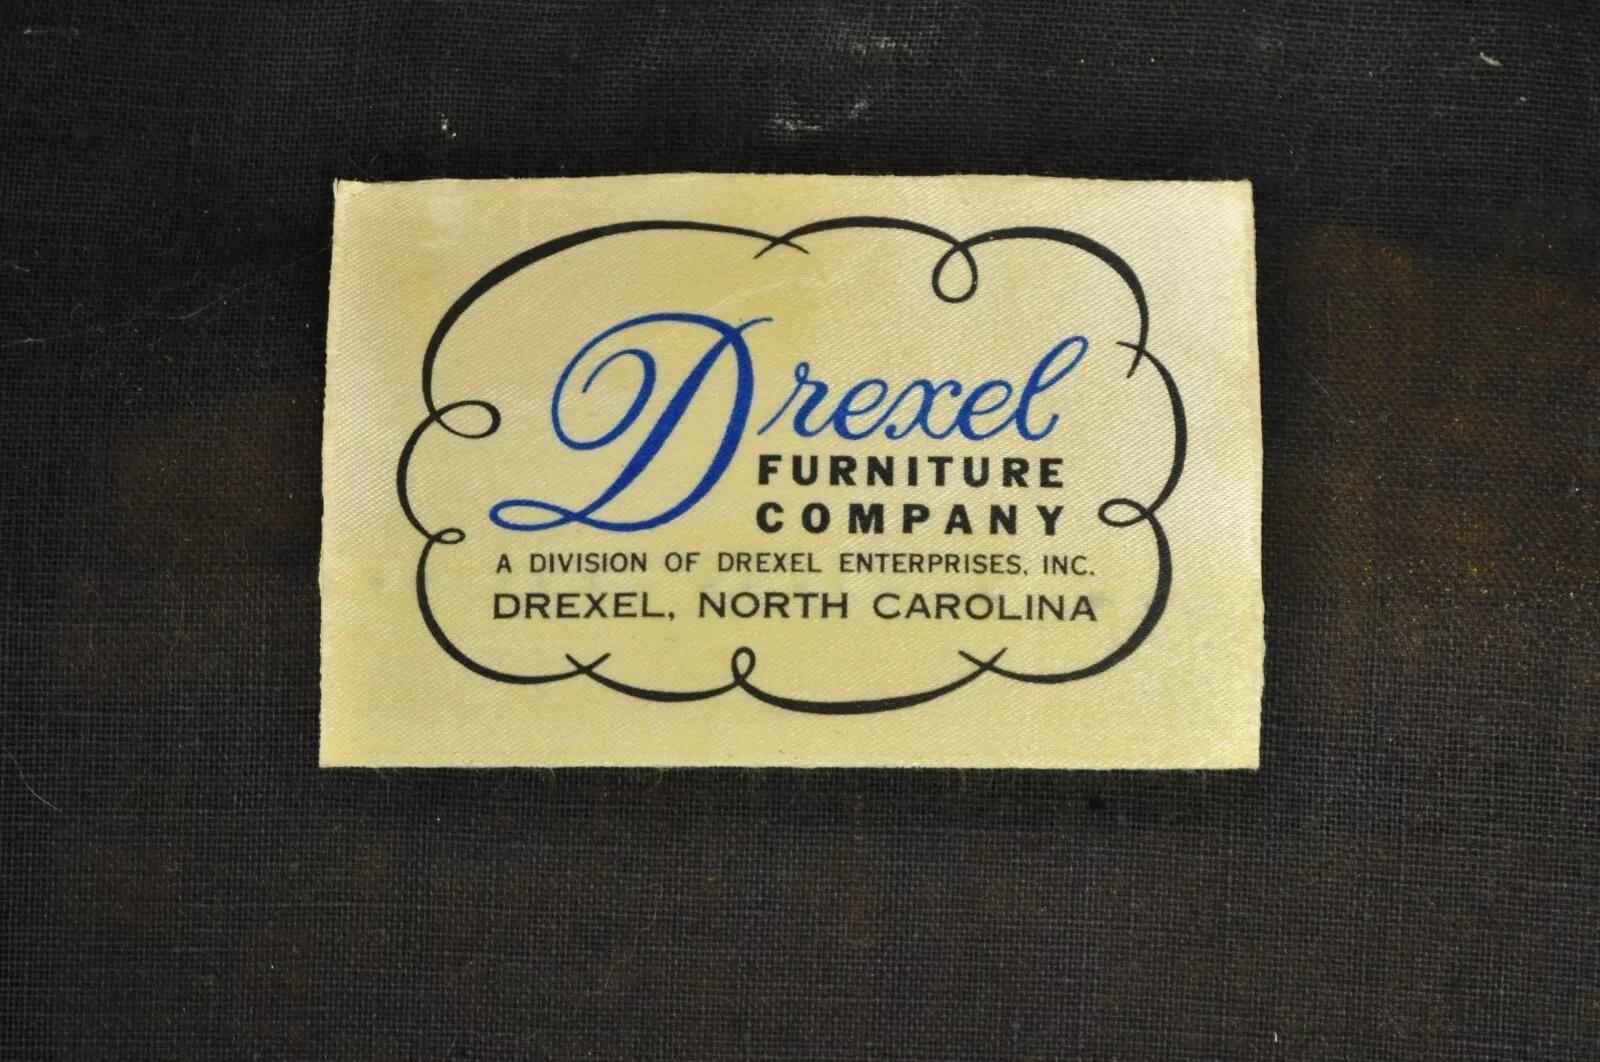 Drexel
FURNITURE
COMPANY
A DIVISION OF DREXEL ENTERPRISES, INC.
DREXEL, NORTH CAROLINA